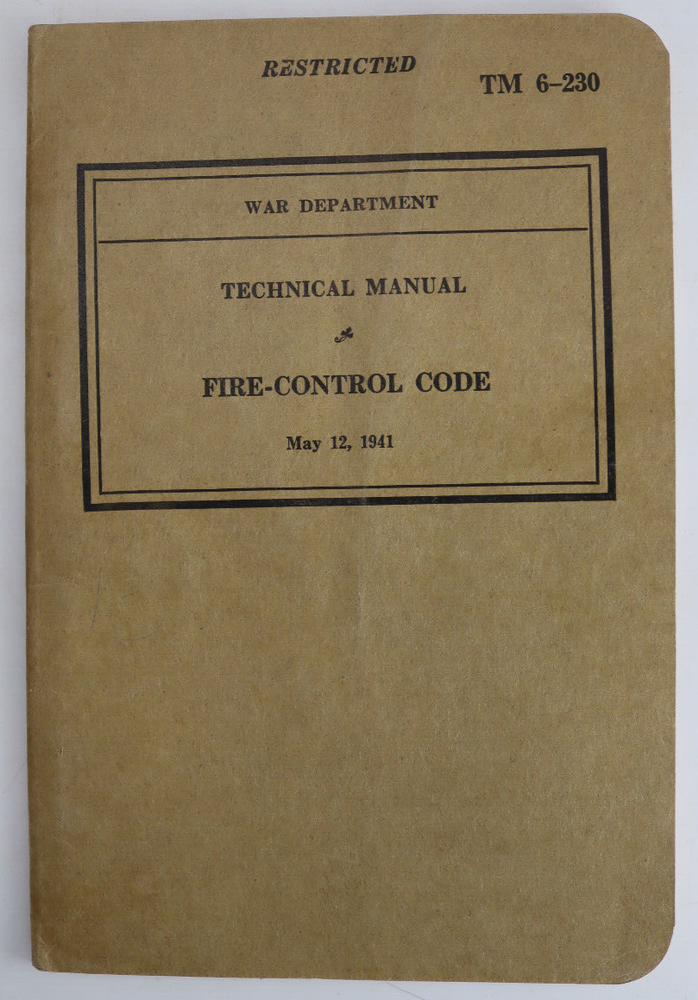 RESTRICTED
TM 6–230
WAR DEPARTMENT
TECHNICAL MANUAL
FIRE-CONTROL CODE
May 12, 1941